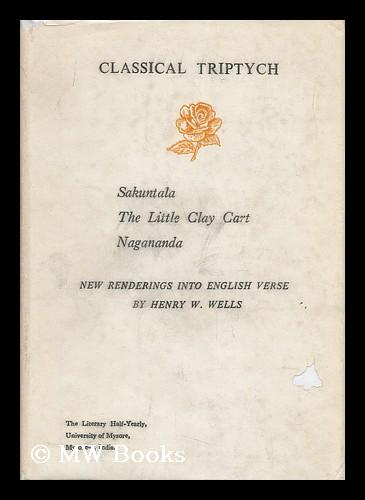 CLASSICAL TRIPTYCH
Sakuntala
The Little Clay Cart
Nagananda
NEW RENDERINGS INTO ENGLISH VERSE
BY HENRY W. WELLS
The Literary Half-Yearly,
University of Mysore,
India.
© MW Books